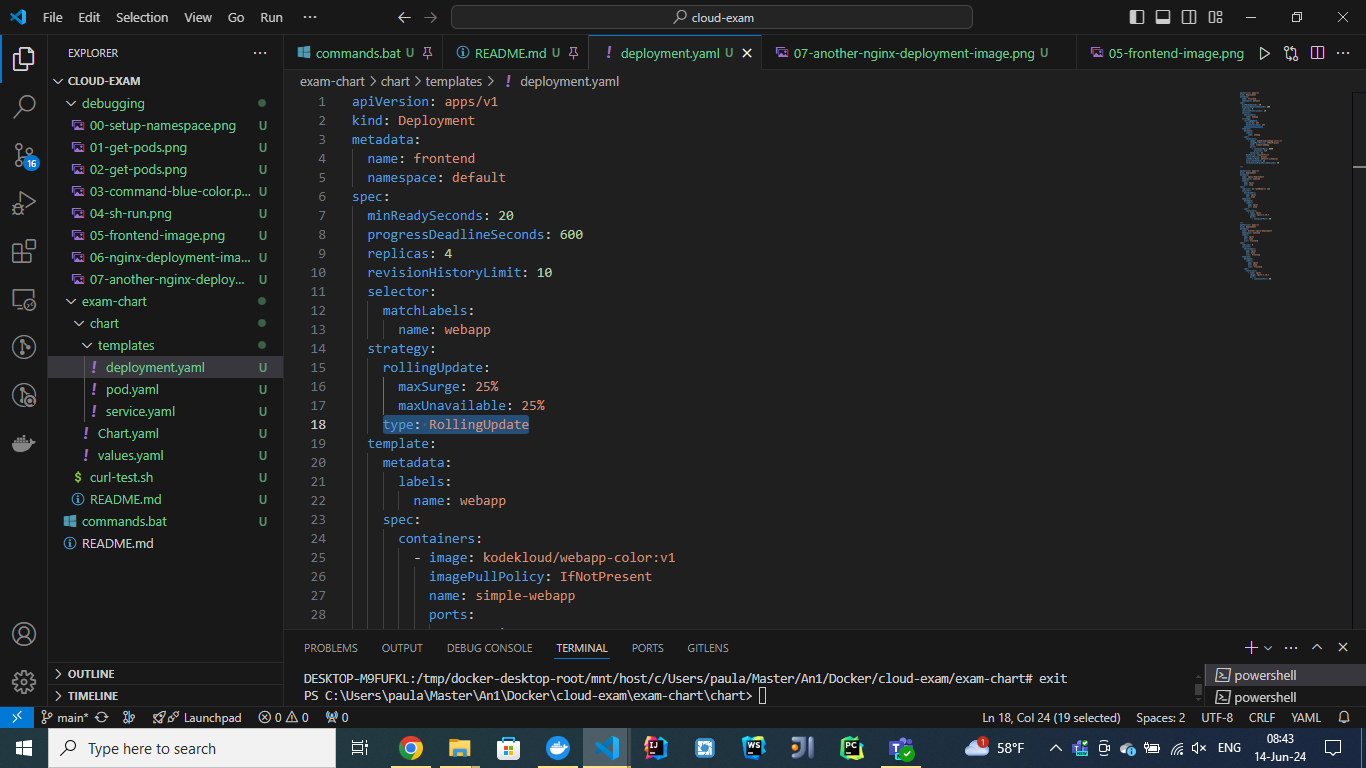 File Edit Selection View Go Run ··· cloud-exam
EXPLORER ···
CLOUD-EXAM
debugging
00-setup-namespace.png U
01-get-pods.png U
02-get-pods.png U
03-command-blue-color.p... U
04-sh-run.png U
05-frontend-image.png U
06-nginx-deployment-ima... U
07-another-nginx-deploy... U
exam-chart
chart
templates
! deployment.yaml U
! pod.yaml U
! service.yaml U
! Chart.yaml U
! values.yaml U
$ curl-test.sh U
README.md U
commands.bat U
README.md
OUTLINE
TIMELINE
16
commands.bat U README.md U ! deployment.yaml U 07-another-nginx-deployment-image.png U 05-frontend-image.png
exam-chart > chart > templates > ! deployment.yaml
1 apiVersion: apps/v1
2 kind: Deployment
3 metadata:
4 name: frontend
5 namespace: default
6 spec:
7 minReadySeconds: 20
8 progressDeadlineSeconds: 600
9 replicas: 4
10 revisionHistoryLimit: 10
11 selector:
12 matchLabels:
13 name: webapp
14 strategy:
15 rollingUpdate:
16 maxSurge: 25%
17 maxUnavailable: 25%
18 type: RollingUpdate
19 template:
20 metadata:
21 labels:
22 name: webapp
23 spec:
24 containers:
25 - image: kodekloud/webapp-color:v1
26 imagePullPolicy: IfNotPresent
27 name: simple-webapp
28 ports:
PROBLEMS OUTPUT DEBUG CONSOLE TERMINAL PORTS GITLENS
DESKTOP-M9FUFKL:/tmp/docker-desktop-root/mnt/host/c/Users/paula/Master/An1/Docker/cloud-exam/exam-chart# exit
PS C:\Users\paula\Master\An1\Docker\cloud-exam\exam-chart\chart>
powershell
powershell
main* Launchpad 0 0 0 Ln 18, Col 24 (19 selected) Spaces: 2 UTF-8 CRLF YAML
Type here to search
1 58°F ENG
08:43
14-Jun-24